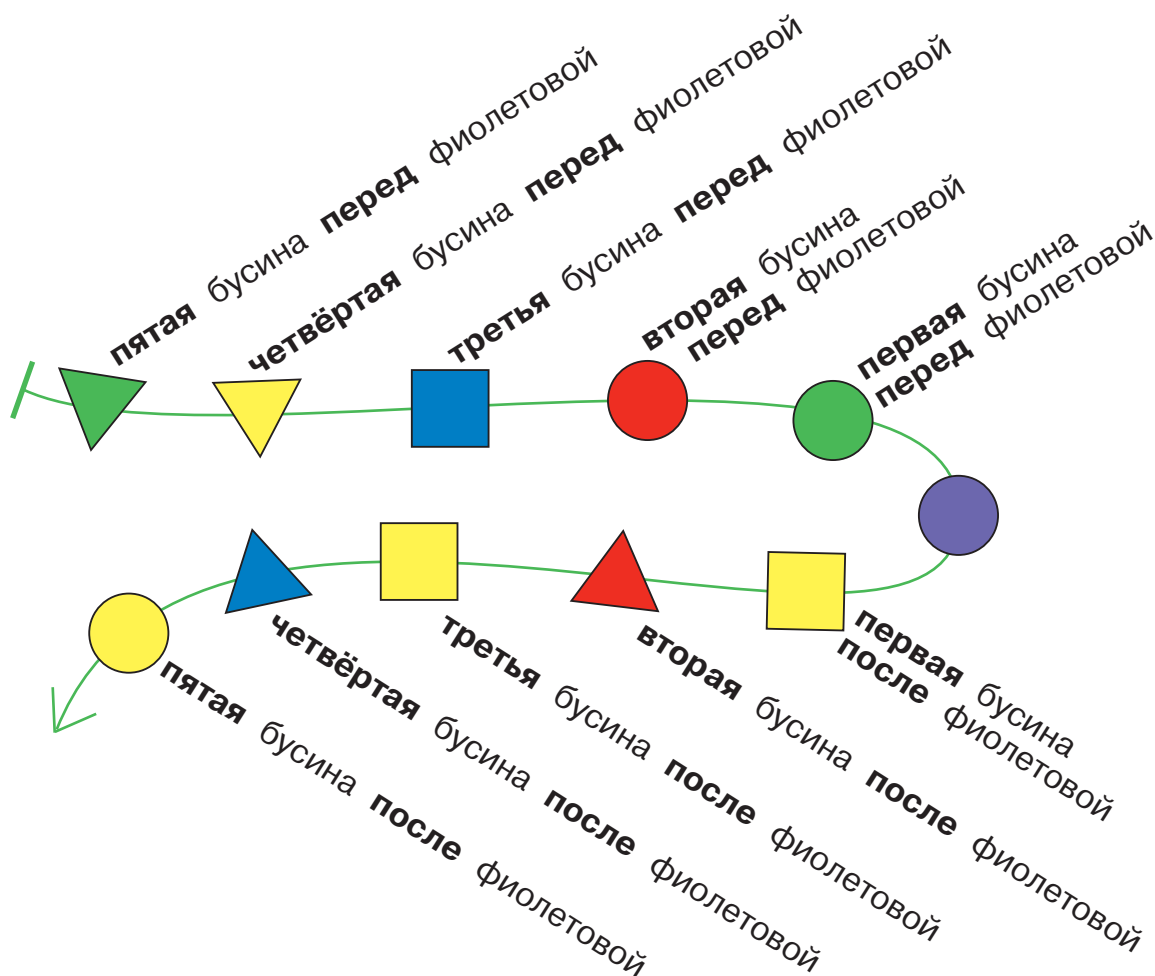 пятая бусина перед фиолетовой
четвёртая бусина перед фиолетовой
третья бусина перед фиолетовой
вторая бусина
перед фиолетовой
первая бусина
перед фиолетовой
первая бусина
после фиолетовой
вторая бусина после фиолетовой
третья бусина после фиолетовой
четвёртая бусина после фиолетовой
пятая бусина после фиолетовой